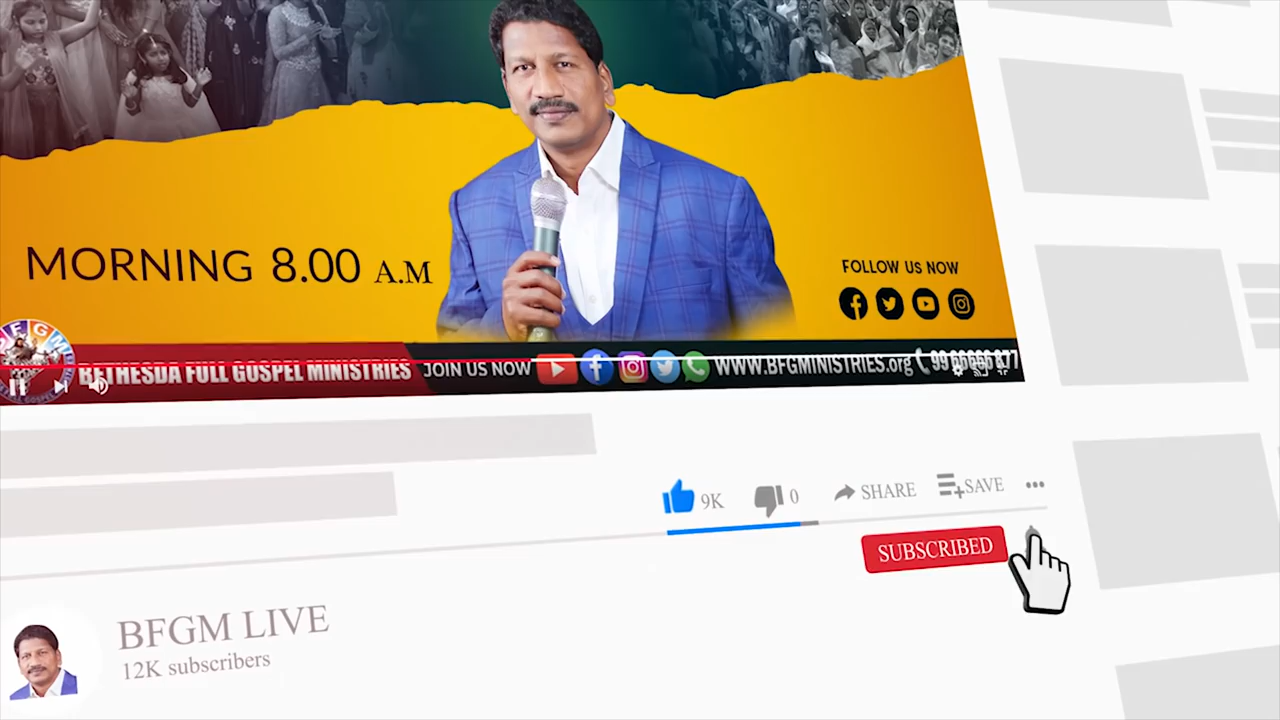 MORNING 8.00 A.M
FOLLOW US NOW
BFGM
BETHESDA FULL GOSPEL MINISTRIES
JOIN US NOW
WWW.BFGMINISTRIES.org
9K
0
SHARE
SAVE
SUBSCRIBED
BFGM LIVE
12K subscribers